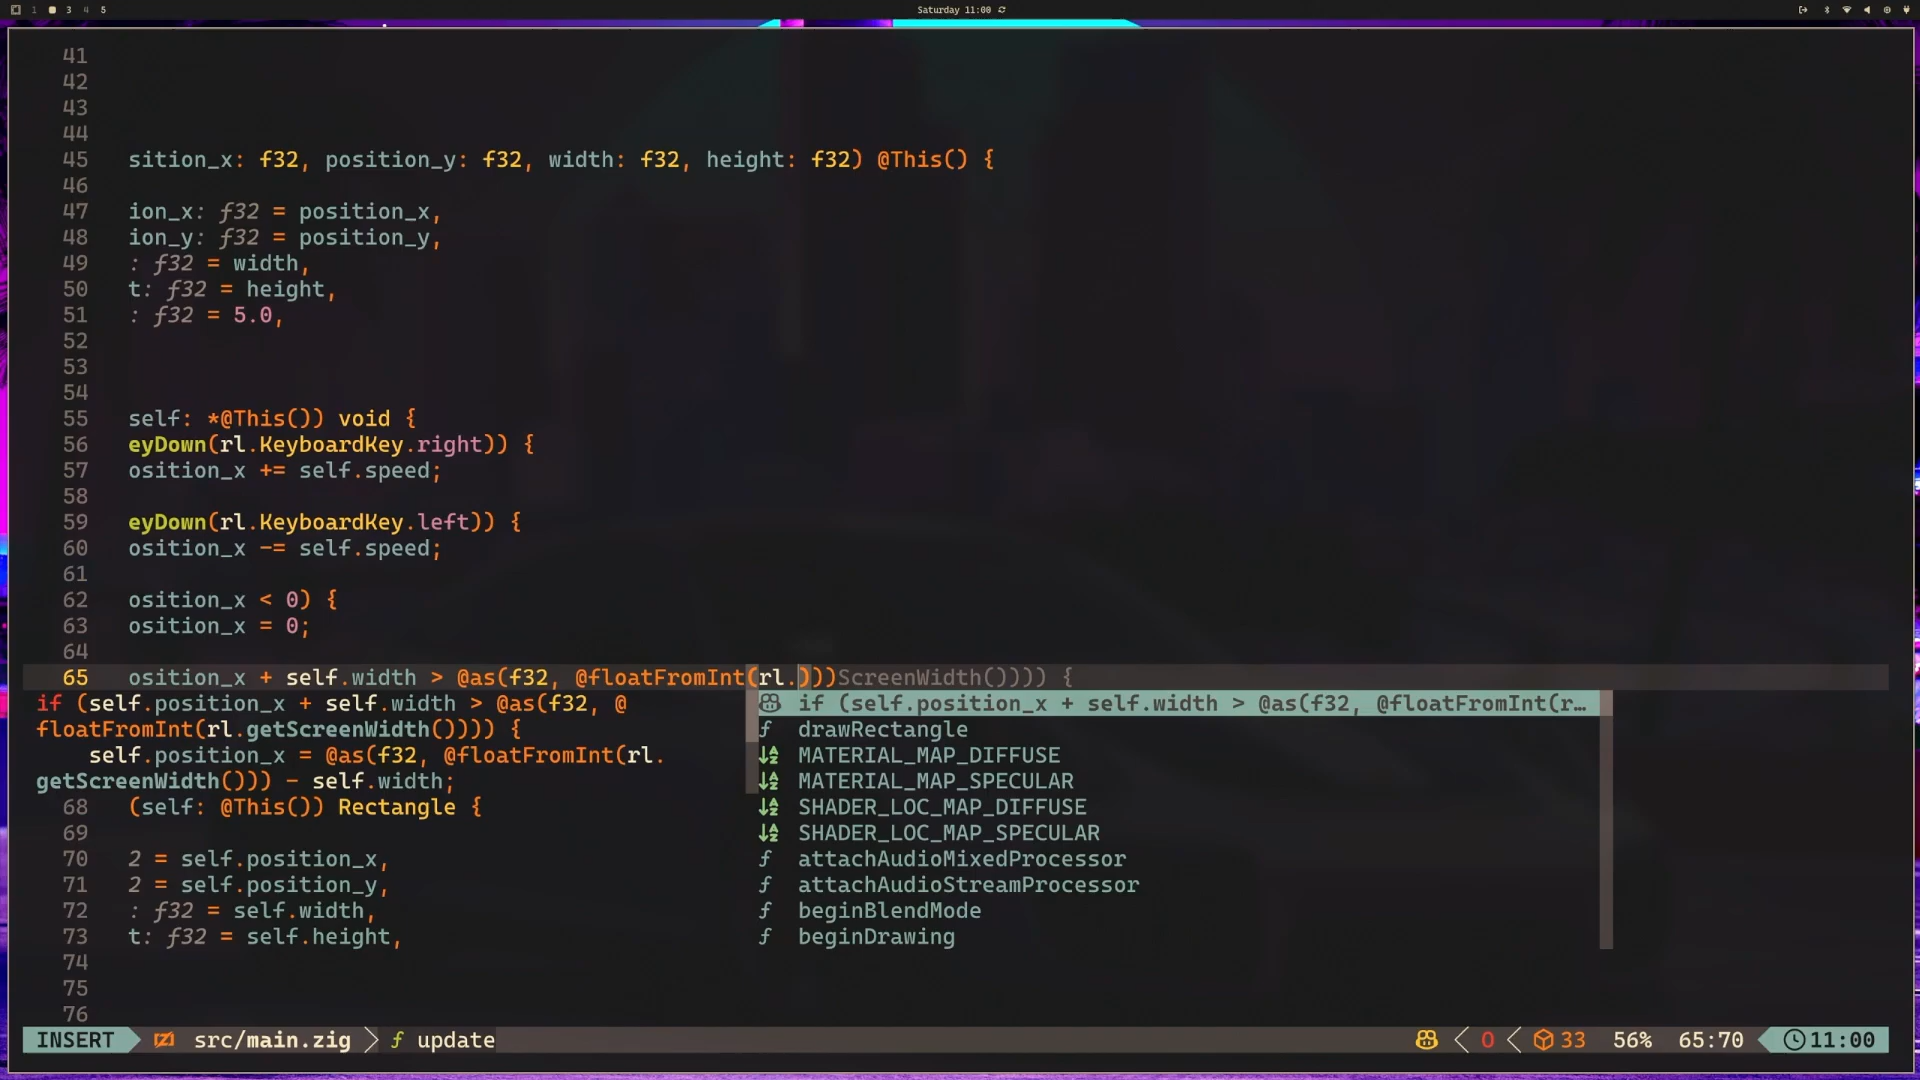 1 3 4 5
Saturday 11:00
41
42
43
44
45 sition_x: f32, position_y: f32, width: f32, height: f32) @This() {
46
47 ion_x: f32 = position_x,
48 ion_y: f32 = position_y,
49 : f32 = width,
50 t: f32 = height,
51 : f32 = 5.0,
52
53
54
55 self: *@This()) void {
56 eyDown(rl.KeyboardKey.right)) {
57 osition_x += self.speed;
58
59 eyDown(rl.KeyboardKey.left)) {
60 osition_x -= self.speed;
61
62 osition_x < 0) {
63 osition_x = 0;
64
65 osition_x + self.width > @as(f32, @floatFromInt(rl.)))ScreenWidth()))) {
if (self.position_x + self.width > @as(f32, @
floatFromInt(rl.getScreenWidth()))) {
self.position_x = @as(f32, @floatFromInt(rl.
getScreenWidth())) - self.width;
if (self.position_x + self.width > @as(f32, @floatFromInt(r…
f drawRectangle
MATERIAL_MAP_DIFFUSE
MATERIAL_MAP_SPECULAR
SHADER_LOC_MAP_DIFFUSE
SHADER_LOC_MAP_SPECULAR
f attachAudioMixedProcessor
f attachAudioStreamProcessor
f beginBlendMode
f beginDrawing
68 (self: @This()) Rectangle {
69
70 2 = self.position_x,
71 2 = self.position_y,
72 : f32 = self.width,
73 t: f32 = self.height,
74
75
76
INSERT src/main.zig f update 0 33 56% 65:70 11:00